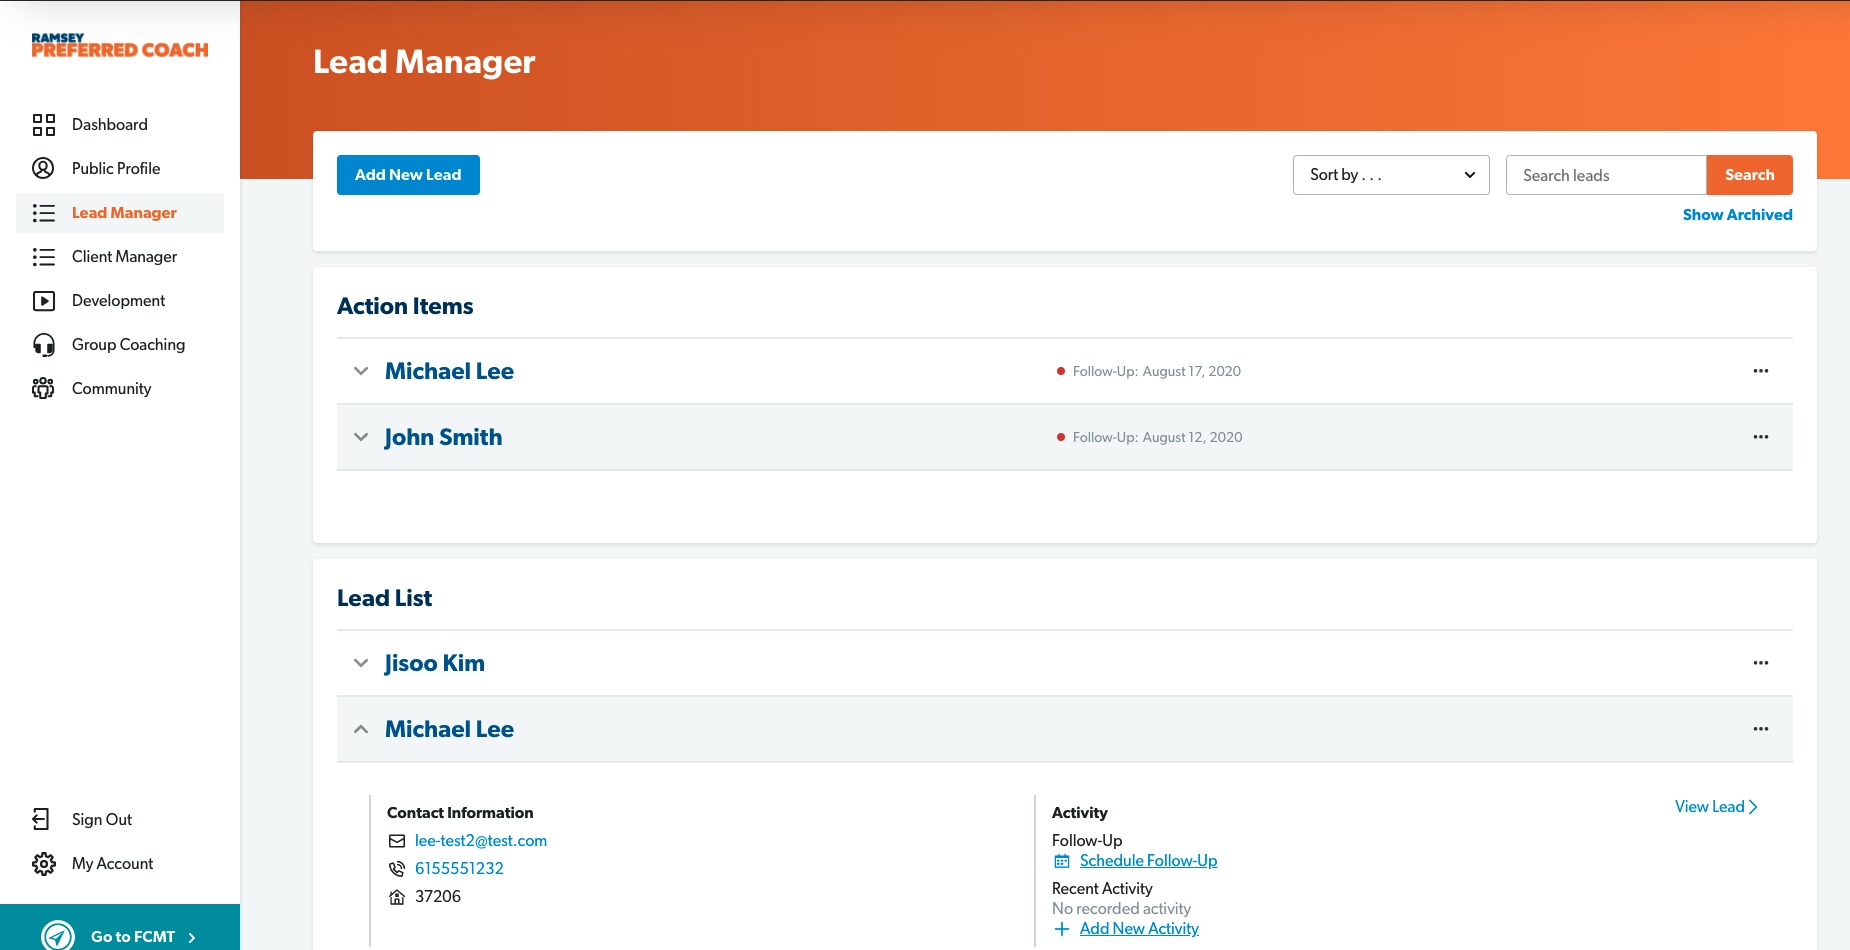 RAMSEY
PREFERRED COACH
Dashboard
Public Profile
Lead Manager
Client Manager
Development
Group Coaching
Community
Sign Out
My Account
Go to FCMT
Lead Manager
Add New Lead
Sort by . . .
Search leads
Search
Show Archived
Action Items
Michael Lee
Follow-Up: August 17, 2020
John Smith
Follow-Up: August 12, 2020
Lead List
Jisoo Kim
Michael Lee
Contact Information
lee-test2@test.com
6155551232
37206
Activity
View Lead
Follow-Up
Schedule Follow-Up
Recent Activity
No recorded activity
Add New Activity